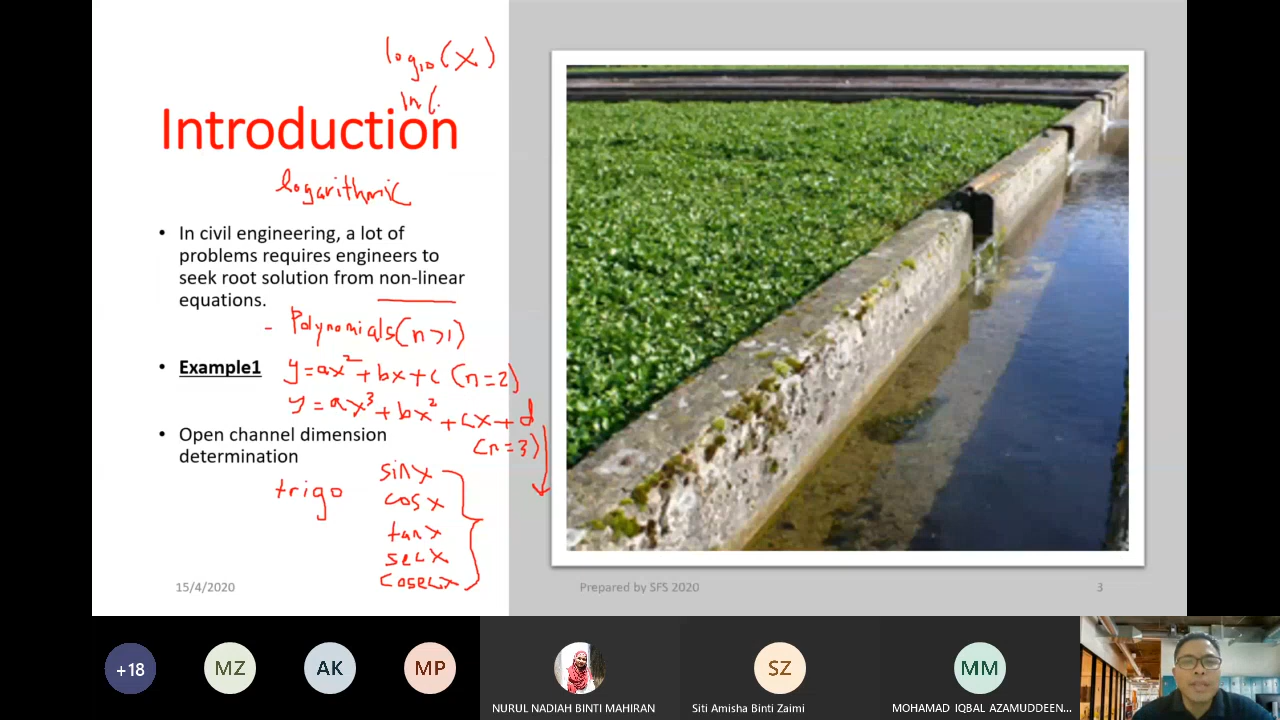 log10(x)
ln(
Introduction
logarithmic
• In civil engineering, a lot of
problems requires engineers to
seek root solution from non-linear
equations.
- Polynomials (n>1)
• Example1
y=ax²+bx+c (n=2)
y=ax³+bx²+cx+d
(n=3)
• Open channel dimension
determination
trigo
sinx
cosx
tanx
secx
cosecx
15/4/2020
Prepared by SFS 2020
3
+18
MZ
AK
MP
NURUL NADIAH BINTI MAHIRAN
SZ
Siti Amisha Binti Zaimi
MM
MOHAMAD IQBAL AZAMUDDEEN...